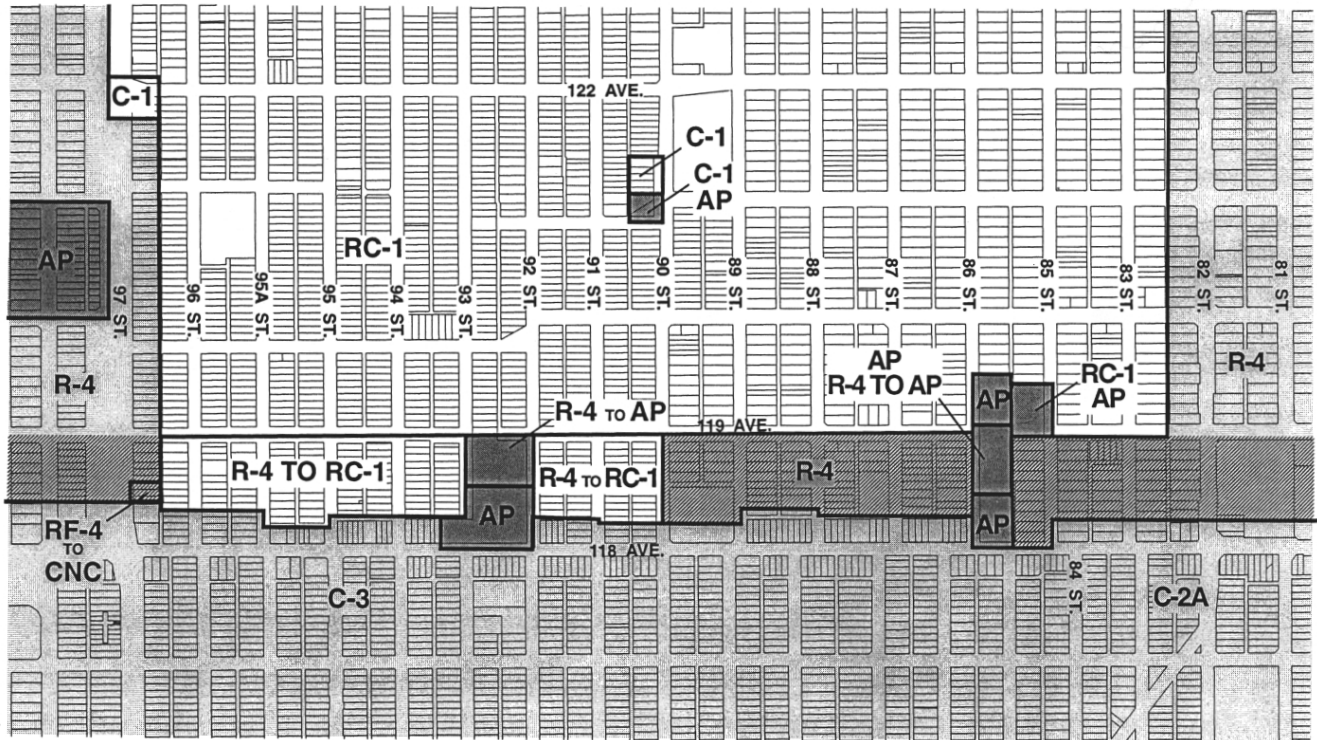 C-1
122 AVE.
C-1
C-1
AP
RC-1
AP
97 ST.
96 ST.
95A ST.
95 ST.
94 ST.
93 ST.
92 ST.
91 ST.
90 ST.
89 ST.
88 ST.
87 ST.
86 ST.
85 ST.
83 ST.
82 ST.
81 ST.
R-4
AP
R-4 TO AP
RC-1
AP
R-4
AP
R-4 TO AP
119 AVE.
R-4 TO RC-1
R-4 TO RC-1
R-4
AP
AP
RF-4
TO
CNC
118 AVE.
C-3
84 ST.
C-2A